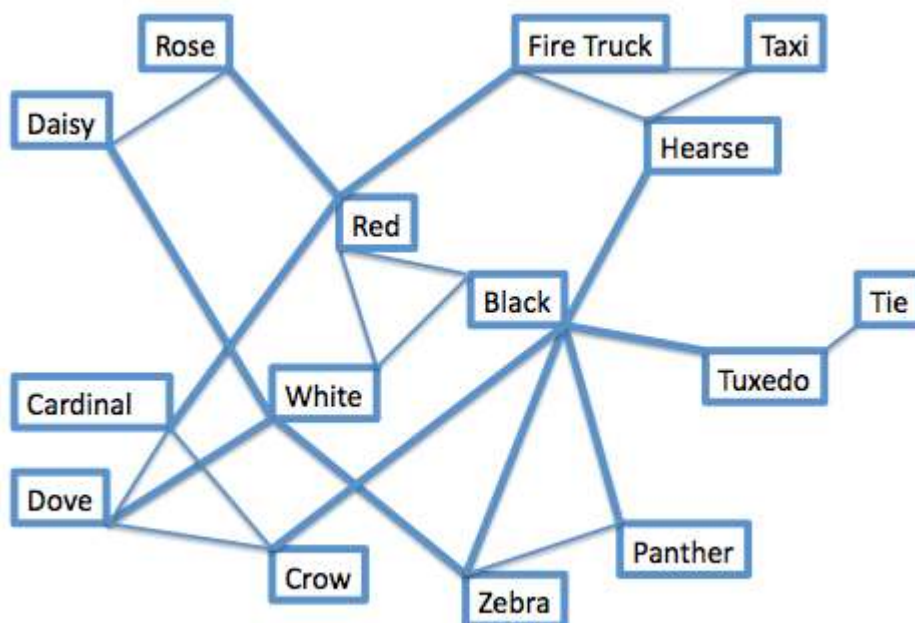 Rose
Fire Truck
Taxi
Daisy
Hearse
Red
Black
Tie
Tuxedo
Cardinal
White
Dove
Crow
Panther
Zebra